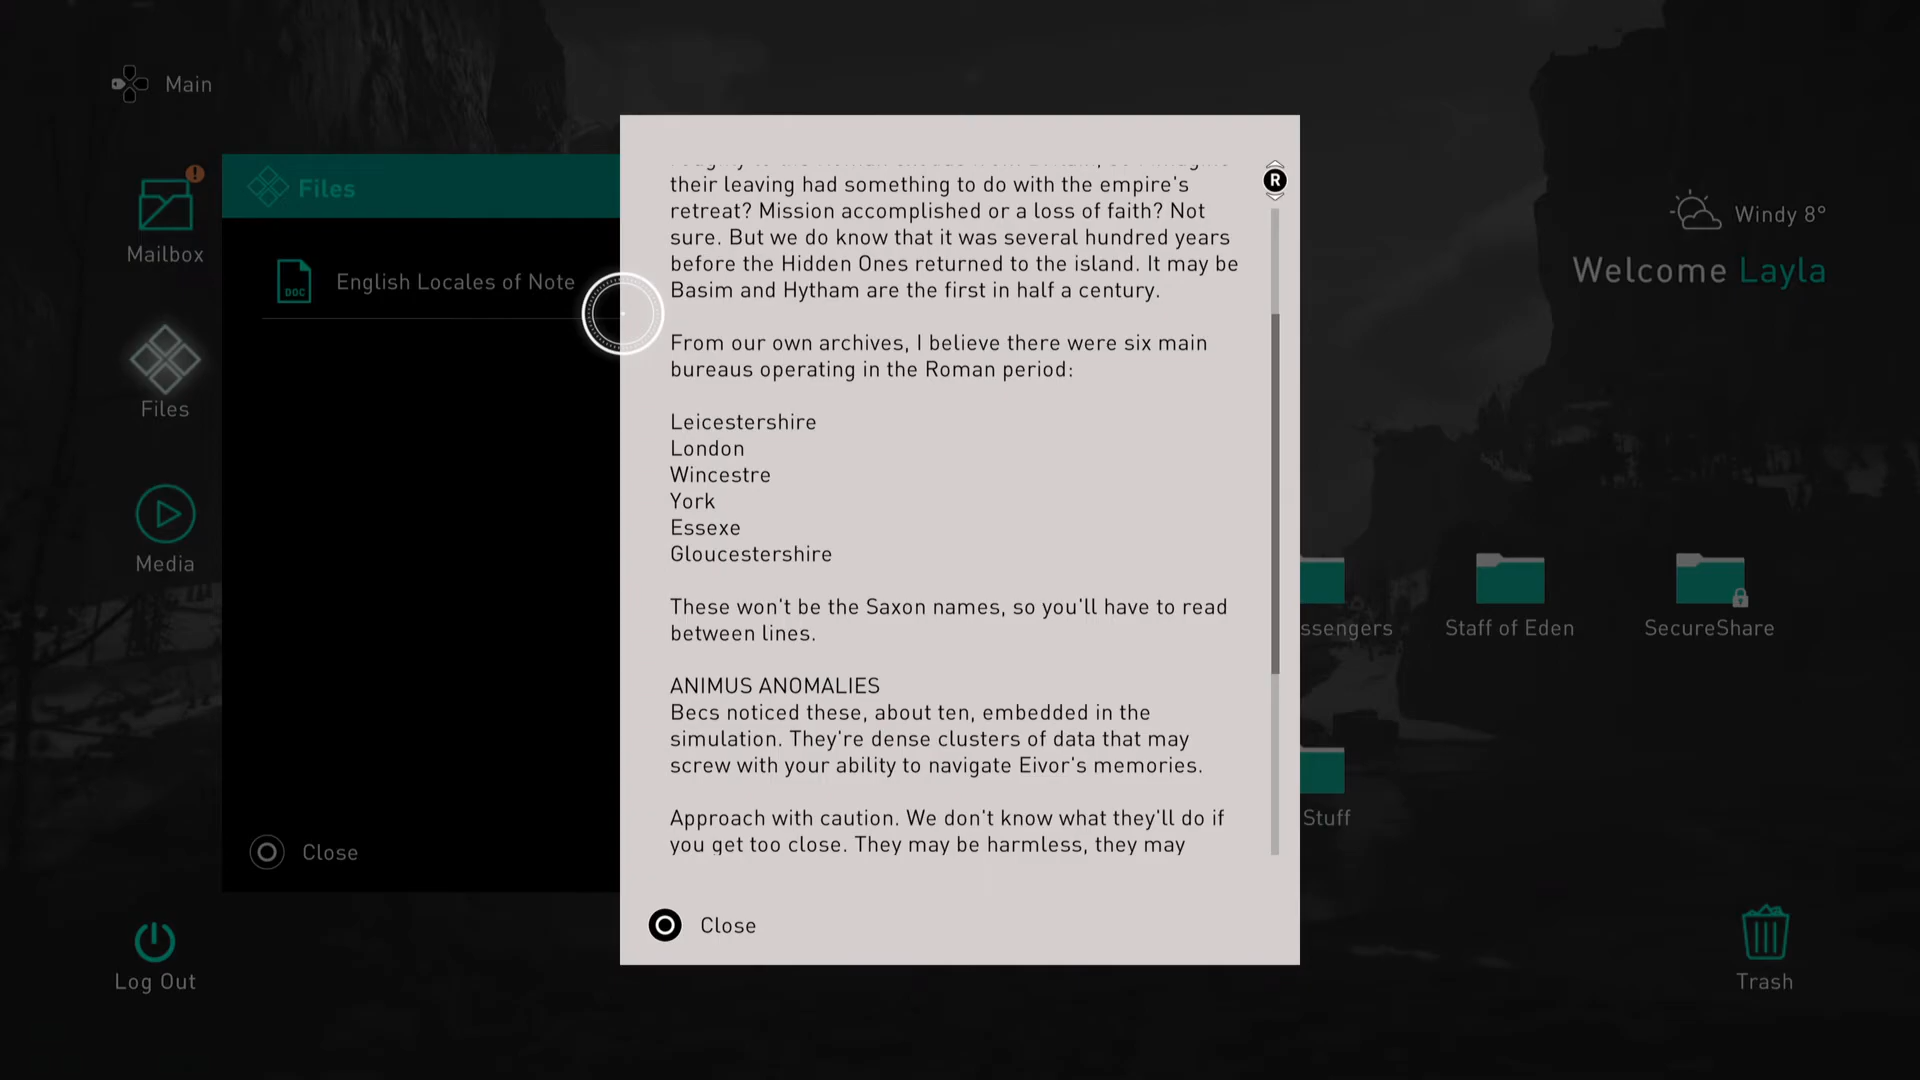 Main
Mailbox
Files
Media
Log Out
Files
DOC
English Locales of Note
Close
their leaving had something to do with the empire's
retreat? Mission accomplished or a loss of faith? Not
sure. But we do know that it was several hundred years
before the Hidden Ones returned to the island. It may be
Basim and Hytham are the first in half a century.
From our own archives, I believe there were six main
bureaus operating in the Roman period:
Leicestershire
London
Wincestre
York
Essexe
Gloucestershire
These won't be the Saxon names, so you'll have to read
between lines.
ANIMUS ANOMALIES
Becs noticed these, about ten, embedded in the
simulation. They're dense clusters of data that may
screw with your ability to navigate Eivor's memories.
Approach with caution. We don't know what they'll do if
you get too close. They may be harmless, they may
Close
R
Windy 8°
Welcome Layla
ssengers
Staff of Eden
SecureShare
Stuff
Trash